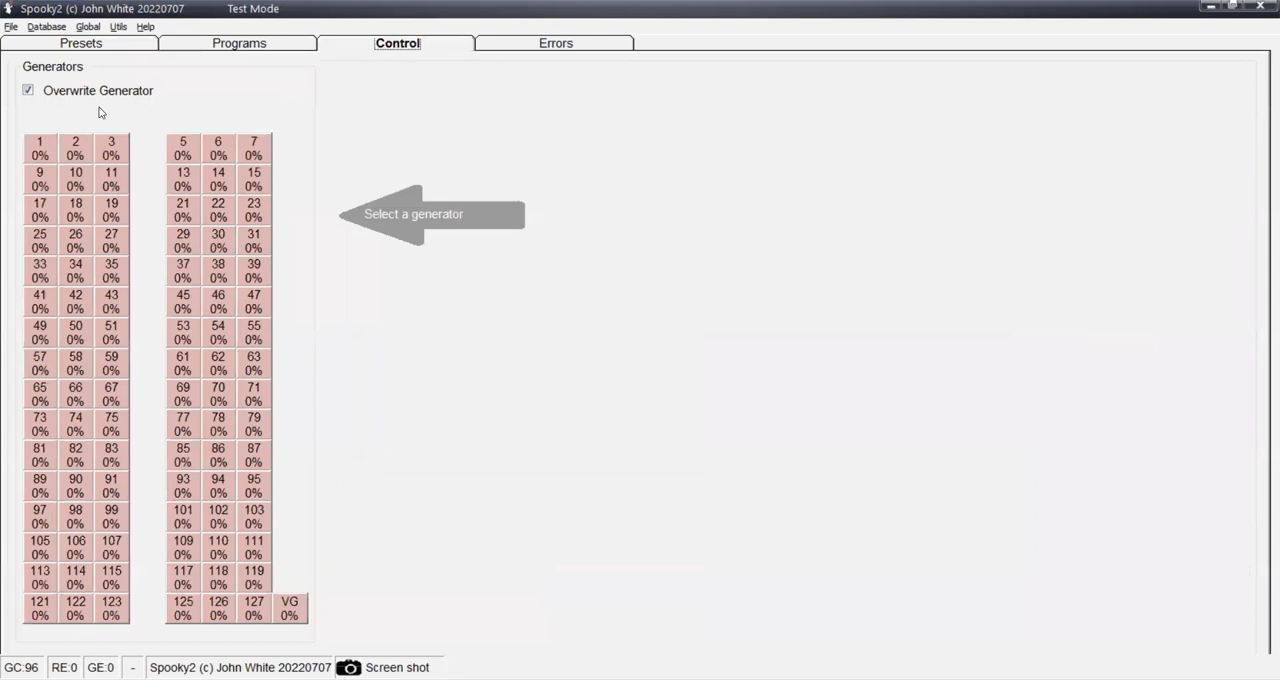 Spooky2 (c) John White 20220707 Test Mode
File Database Global Utils Help
Presets Programs Control Errors
Generators
Overwrite Generator
1 2 3 5 6 7
0% 0% 0% 0% 0% 0%
9 10 11 13 14 15
0% 0% 0% 0% 0% 0%
17 18 19 21 22 23
0% 0% 0% 0% 0% 0%
Select a generator
25 26 27 29 30 31
0% 0% 0% 0% 0% 0%
33 34 35 37 38 39
0% 0% 0% 0% 0% 0%
41 42 43 45 46 47
0% 0% 0% 0% 0% 0%
49 50 51 53 54 55
0% 0% 0% 0% 0% 0%
57 58 59 61 62 63
0% 0% 0% 0% 0% 0%
65 66 67 69 70 71
0% 0% 0% 0% 0% 0%
73 74 75 77 78 79
0% 0% 0% 0% 0% 0%
81 82 83 85 86 87
0% 0% 0% 0% 0% 0%
89 90 91 93 94 95
0% 0% 0% 0% 0% 0%
97 98 99 101 102 103
0% 0% 0% 0% 0% 0%
105 106 107 109 110 111
0% 0% 0% 0% 0% 0%
113 114 115 117 118 119
0% 0% 0% 0% 0% 0%
121 122 123 125 126 127 VG
0% 0% 0% 0% 0% 0% 0%
GC:96 RE:0 GE:0 - Spooky2 (c) John White 20220707 Screen shot